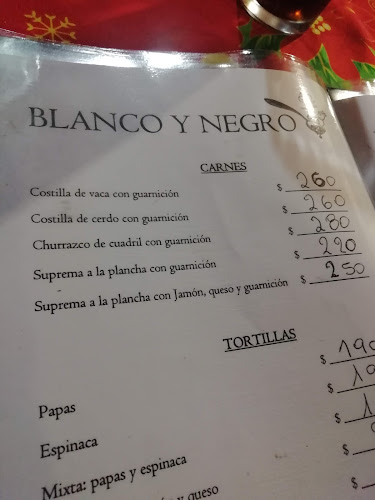 BLANCO Y NEGRO
CARNES
Costilla de vaca con guarnición $ 260
Costilla de cerdo con guarnición $ 260
Churrazco de cuadril con guarnición $ 280
Suprema a la plancha con guarnición $ 220
Suprema a la plancha con Jamón, queso y guarnición $ 250
TORTILLAS
Papas $ 190
Espinaca $
Mixta: papas y espinaca $
y queso